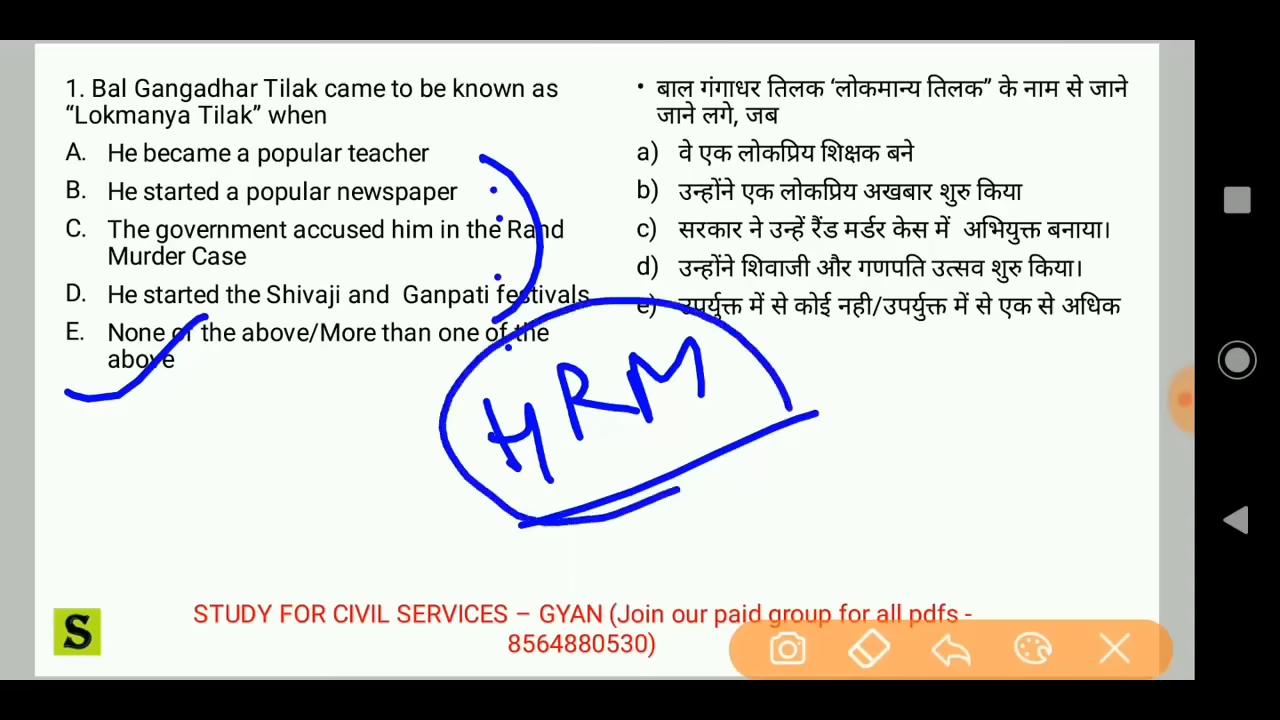 1. Bal Gangadhar Tilak came to be known as
“Lokmanya Tilak” when
A. He became a popular teacher
B. He started a popular newspaper
C. The government accused him in the Rand
Murder Case
D. He started the Shivaji and Ganpati festivals
E. None of the above/More than one of the
above
• बाल गंगाधर तिलक ‘लोकमान्य तिलक” के नाम से जाने
जाने लगे, जब
a) वे एक लोकप्रिय शिक्षक बने
b) उन्होंने एक लोकप्रिय अखबार शुरु किया
c) सरकार ने उन्हें रैंड मर्डर केस में अभियुक्त बनाया।
d) उन्होंने शिवाजी और गणपति उत्सव शुरु किया।
e) उपर्युक्त में से कोई नही/उपर्युक्त में से एक से अधिक
HRM
S
STUDY FOR CIVIL SERVICES – GYAN (Join our paid group for all pdfs -
8564880530)